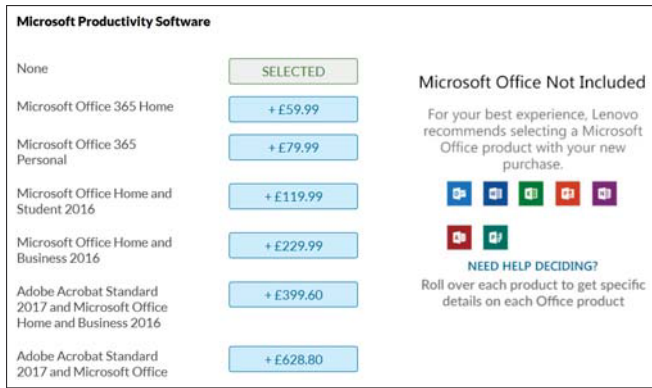 Microsoft Productivity Software
None
SELECTED
Microsoft Office 365 Home
+ £59.99
Microsoft Office 365
Personal
+ £79.99
Microsoft Office Home and
Student 2016
+ £119.99
Microsoft Office Home and
Business 2016
+ £229.99
Adobe Acrobat Standard
2017 and Microsoft Office
Home and Business 2016
+ £399.60
Adobe Acrobat Standard
2017 and Microsoft Office
+ £628.80
Microsoft Office Not Included
For your best experience, Lenovo
recommends selecting a Microsoft
Office product with your new
purchase.
NEED HELP DECIDING?
Roll over each product to get specific
details on each Office product